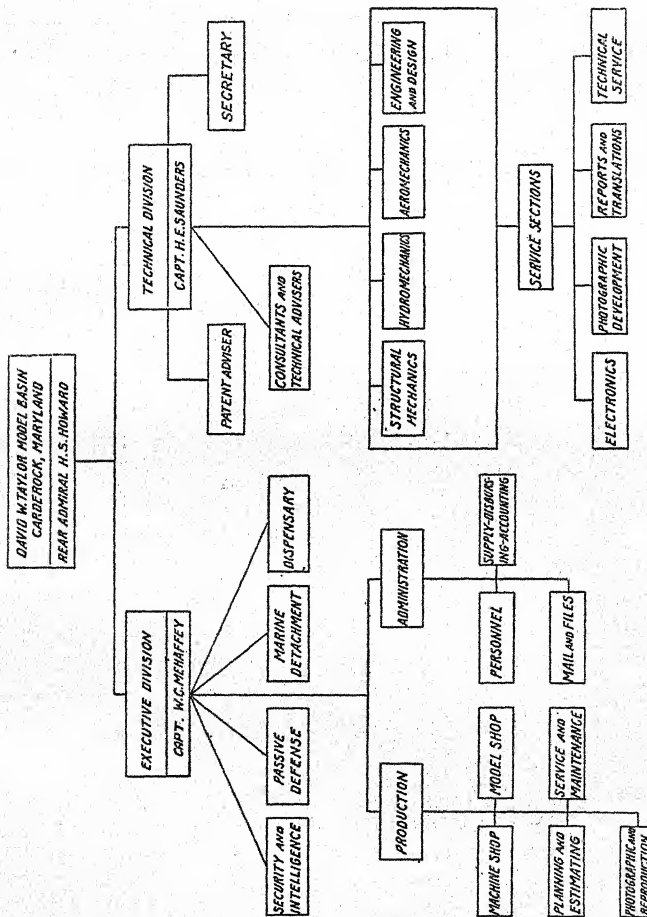 DAVID W. TAYLOR MODEL BASIN
CARDEROCK, MARYLAND
REAR ADMIRAL H.S. HOWARD
EXECUTIVE DIVISION
CAPT. W.C. MEHAFFEY
TECHNICAL DIVISION
CAPT. H.E. SAUNDERS
SECURITY AND
INTELLIGENCE
PASSIVE
DEFENSE
MARINE
DETACHMENT
DISPENSARY
PATENT ADVISER
CONSULTANTS AND
TECHNICAL ADVISERS
SECRETARY
PRODUCTION
ADMINISTRATION
STRUCTURAL
MECHANICS
HYDROMECHANICS
AEROMECHANICS
ENGINEERING
AND DESIGN
MACHINE SHOP
MODEL SHOP
PERSONNEL
SUPPLY-DISBURS-
ING-ACCOUNTING
SERVICE SECTIONS
PLANNING AND
ESTIMATING
SERVICE AND
MAINTENANCE
MAIL AND FILES
ELECTRONICS
PHOTOGRAPHIC
DEVELOPMENT
REPORTS AND
TRANSLATIONS
TECHNICAL
SERVICE
PHOTOGRAPHIC AND
REPRODUCTION